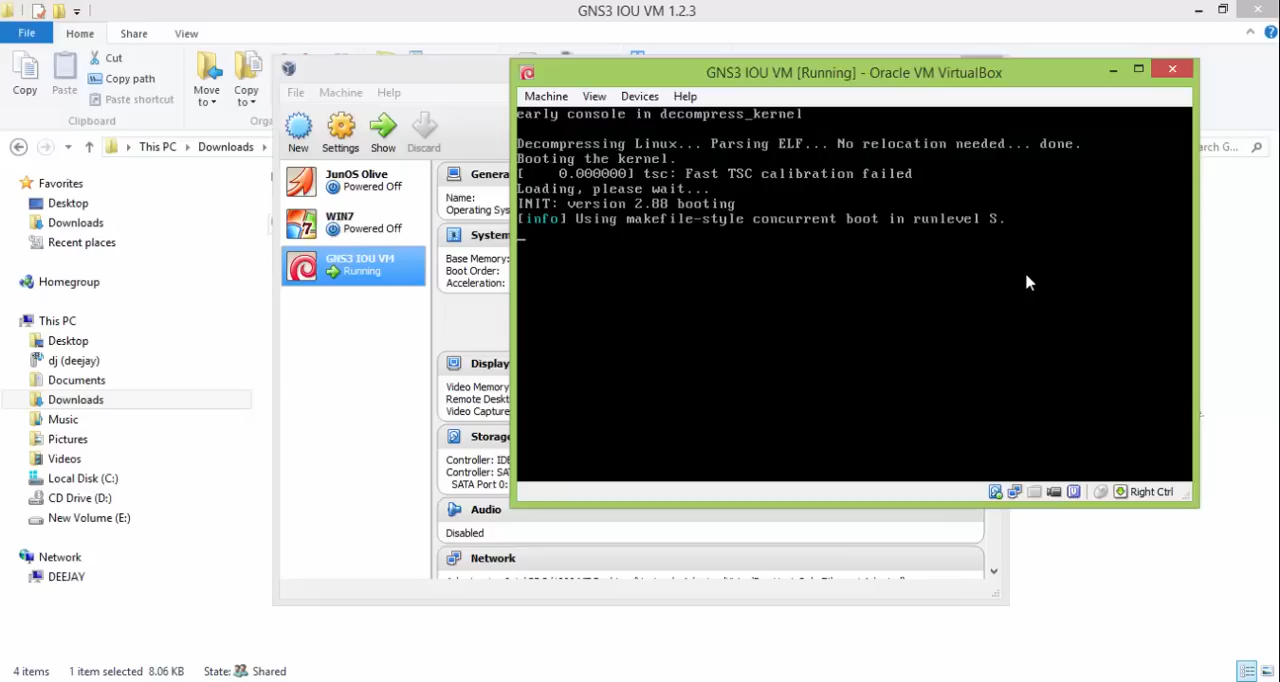 GNS3 IOU VM 1.2.3
File Home Share View
Copy
Paste
Cut
Copy path
Paste shortcut
Move to
Copy to
Clipboard
This PC Downloads
Favorites
Desktop
Downloads
Recent places
Homegroup
This PC
Desktop
dj (deejay)
Documents
Downloads
Music
Pictures
Videos
Local Disk (C:)
CD Drive (D:)
New Volume (E:)
Network
DEEJAY
4 items 1 item selected 8.06 KB State: Shared
File Machine Help
New Settings Show Discard
JunOS Olive
Powered Off
WIN7
Powered Off
GNS3 IOU VM
Running
Name:
Operating
System
Base Memory:
Boot Order:
Acceleration:
Display
Video Memory
Video Capture
Controller:
Controller:
SATA Port 0:
Audio
Disabled
Network
GNS3 IOU VM [Running] - Oracle VM VirtualBox
Machine View Devices Help
early console in decompress_kernel
Decompressing Linux... Parsing ELF... No relocation needed... done.
Booting the kernel.
[    0.000000] tsc: Fast TSC calibration failed
Loading, please wait...
INIT: version 2.88 booting
[info] Using makefile-style concurrent boot in runlevel S.
Right Ctrl